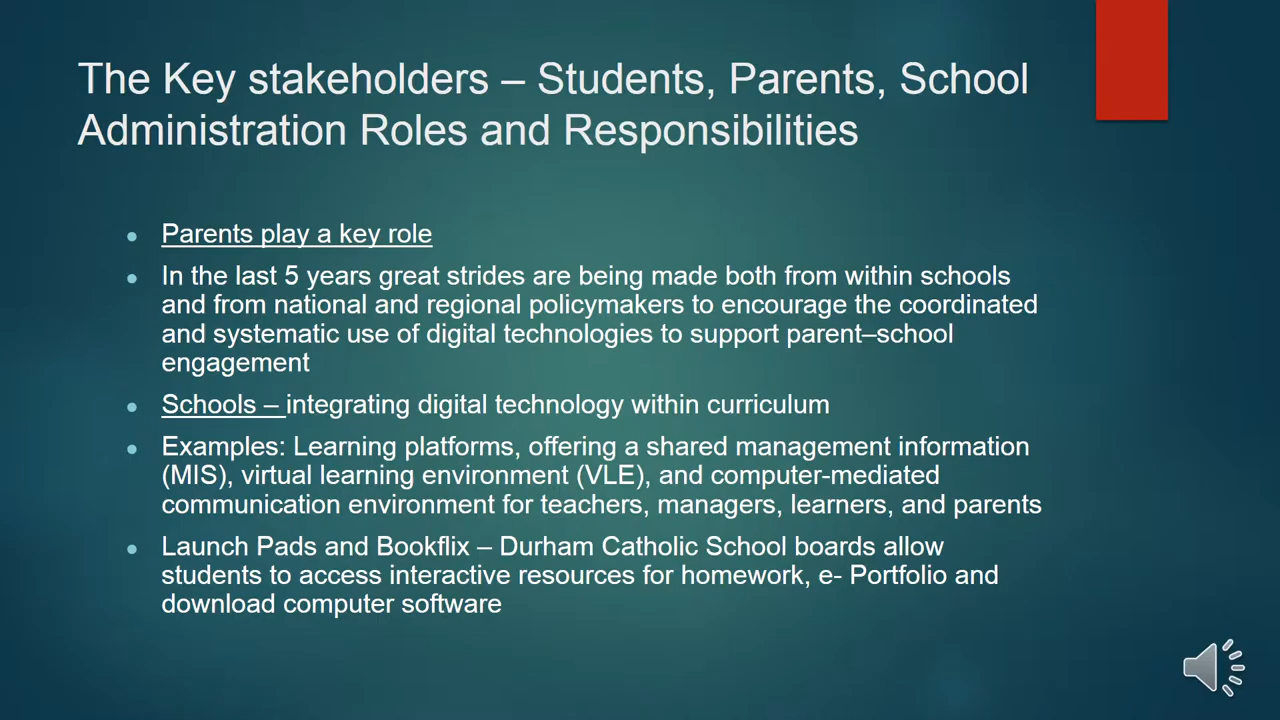 The Key stakeholders – Students, Parents, School
Administration Roles and Responsibilities
Parents play a key role
In the last 5 years great strides are being made both from within schools
and from national and regional policymakers to encourage the coordinated
and systematic use of digital technologies to support parent–school
engagement
Schools – integrating digital technology within curriculum
Examples: Learning platforms, offering a shared management information
(MIS), virtual learning environment (VLE), and computer-mediated
communication environment for teachers, managers, learners, and parents
Launch Pads and Bookflix – Durham Catholic School boards allow
students to access interactive resources for homework, e- Portfolio and
download computer software